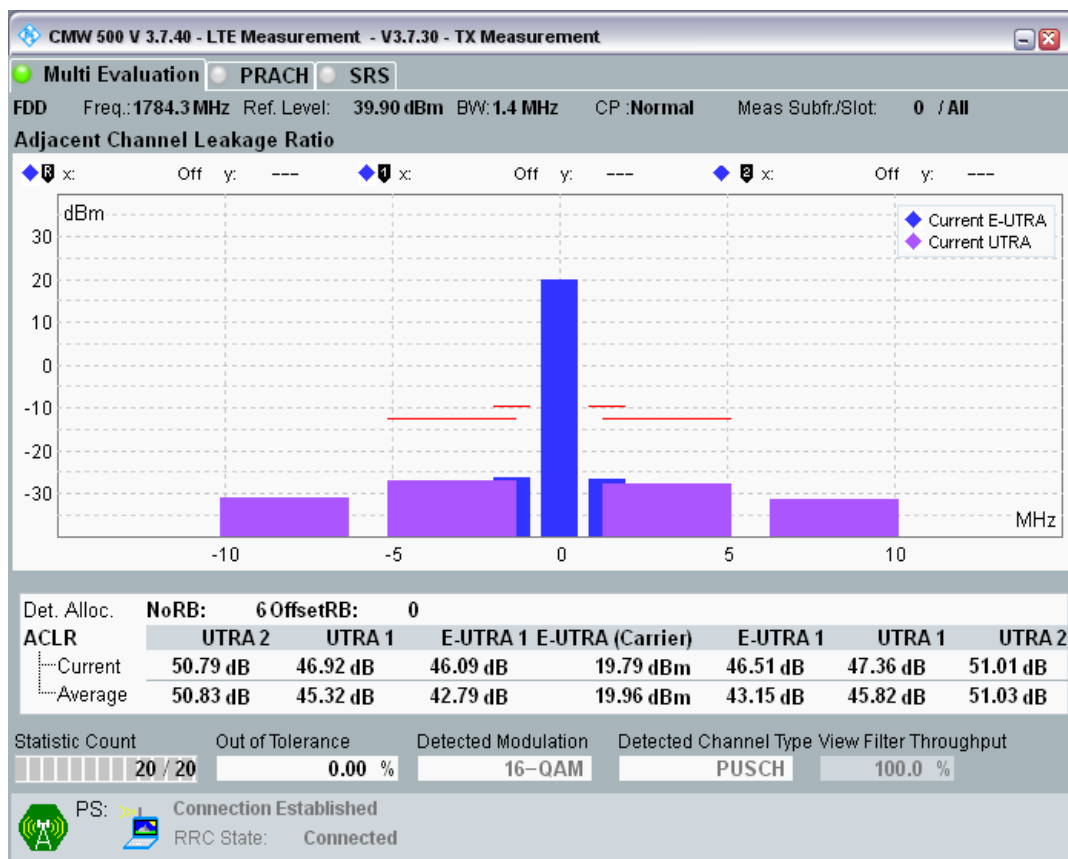 CMW 500 V 3.7.40 - LTE Measurement - V3.7.30 - TX Measurement
Multi Evaluation PRACH SRS
FDD Freq.: 1784.3 MHz Ref. Level: 39.90 dBm BW: 1.4 MHz CP : Normal Meas Subfr./Slot: 0 / All
Adjacent Channel Leakage Ratio
R x: Off y: --- 1 x: Off y: --- 2 x: Off y: ---
dBm
Current E-UTRA
Current UTRA
30
20
10
0
-10
-20
-30
MHz
-10 -5 0 5 10
Det. Alloc. NoRB: 6 OffsetRB: 0
ACLR UTRA 2 UTRA 1 E-UTRA 1 E-UTRA (Carrier) E-UTRA 1 UTRA 1 UTRA 2
Current 50.79 dB 46.92 dB 46.09 dB 19.79 dBm 46.51 dB 47.36 dB 51.01 dB
Average 50.83 dB 45.32 dB 42.79 dB 19.96 dBm 43.15 dB 45.82 dB 51.03 dB
Statistic Count Out of Tolerance Detected Modulation Detected Channel Type View Filter Throughput
20 / 20 0.00 % 16-QAM PUSCH 100.0 %
PS: Connection Established
RRC State: Connected